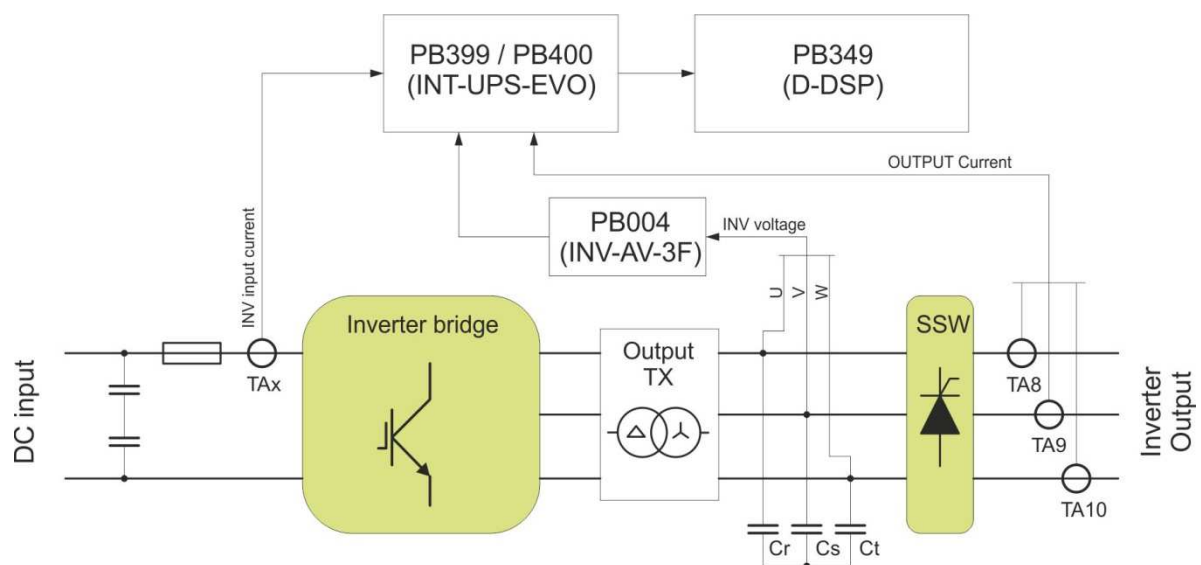 PB399 / PB400
(INT-UPS-EVO)
PB349
(D-DSP)
OUTPUT Current
INV input current
PB004
(INV-AV-3F)
INV voltage
U
V
W
Inverter bridge
Output
TX
SSW
DC input
TAx
TA8
TA9
TA10
Inverter
Output
Cr
Cs
Ct